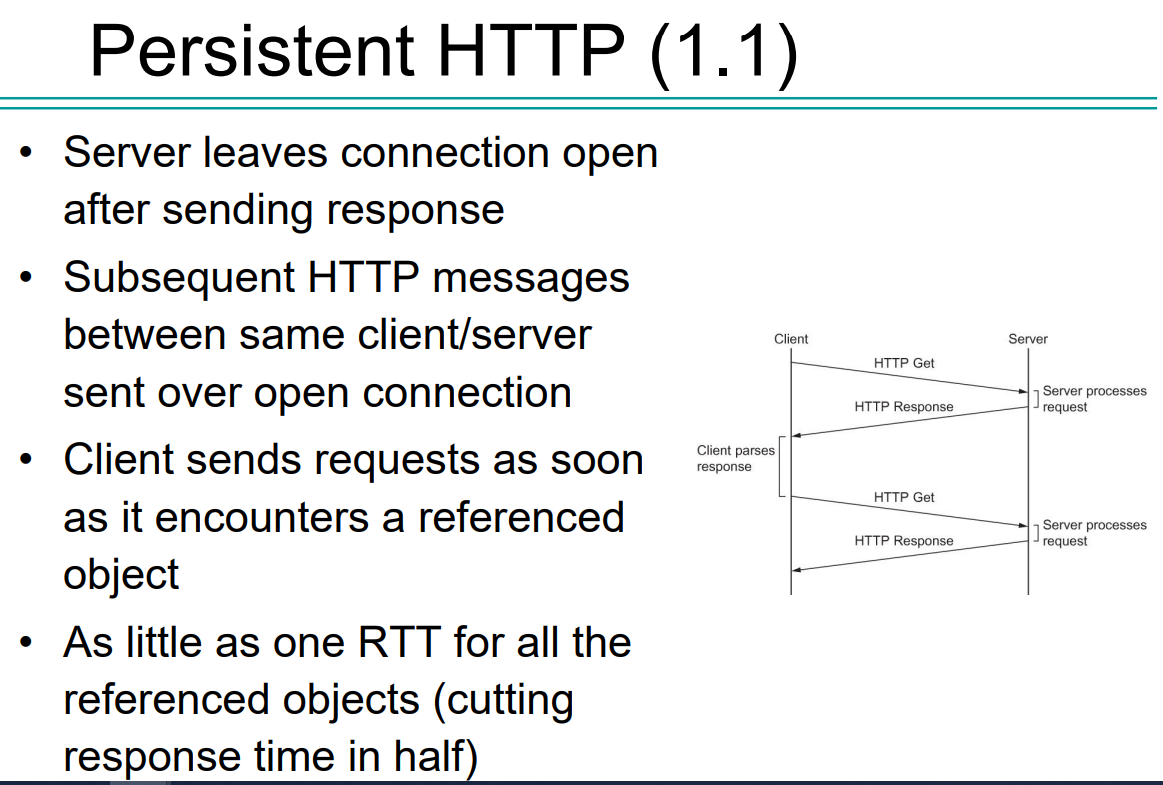 Persistent HTTP (1.1)
• Server leaves connection open
after sending response
• Subsequent HTTP messages
between same client/server
sent over open connection
• Client sends requests as soon
as it encounters a referenced
object
• As little as one RTT for all the
referenced objects (cutting
response time in half)
Client
Server
HTTP Get
Server processes
request
HTTP Response
Client parses
response
HTTP Get
Server processes
request
HTTP Response